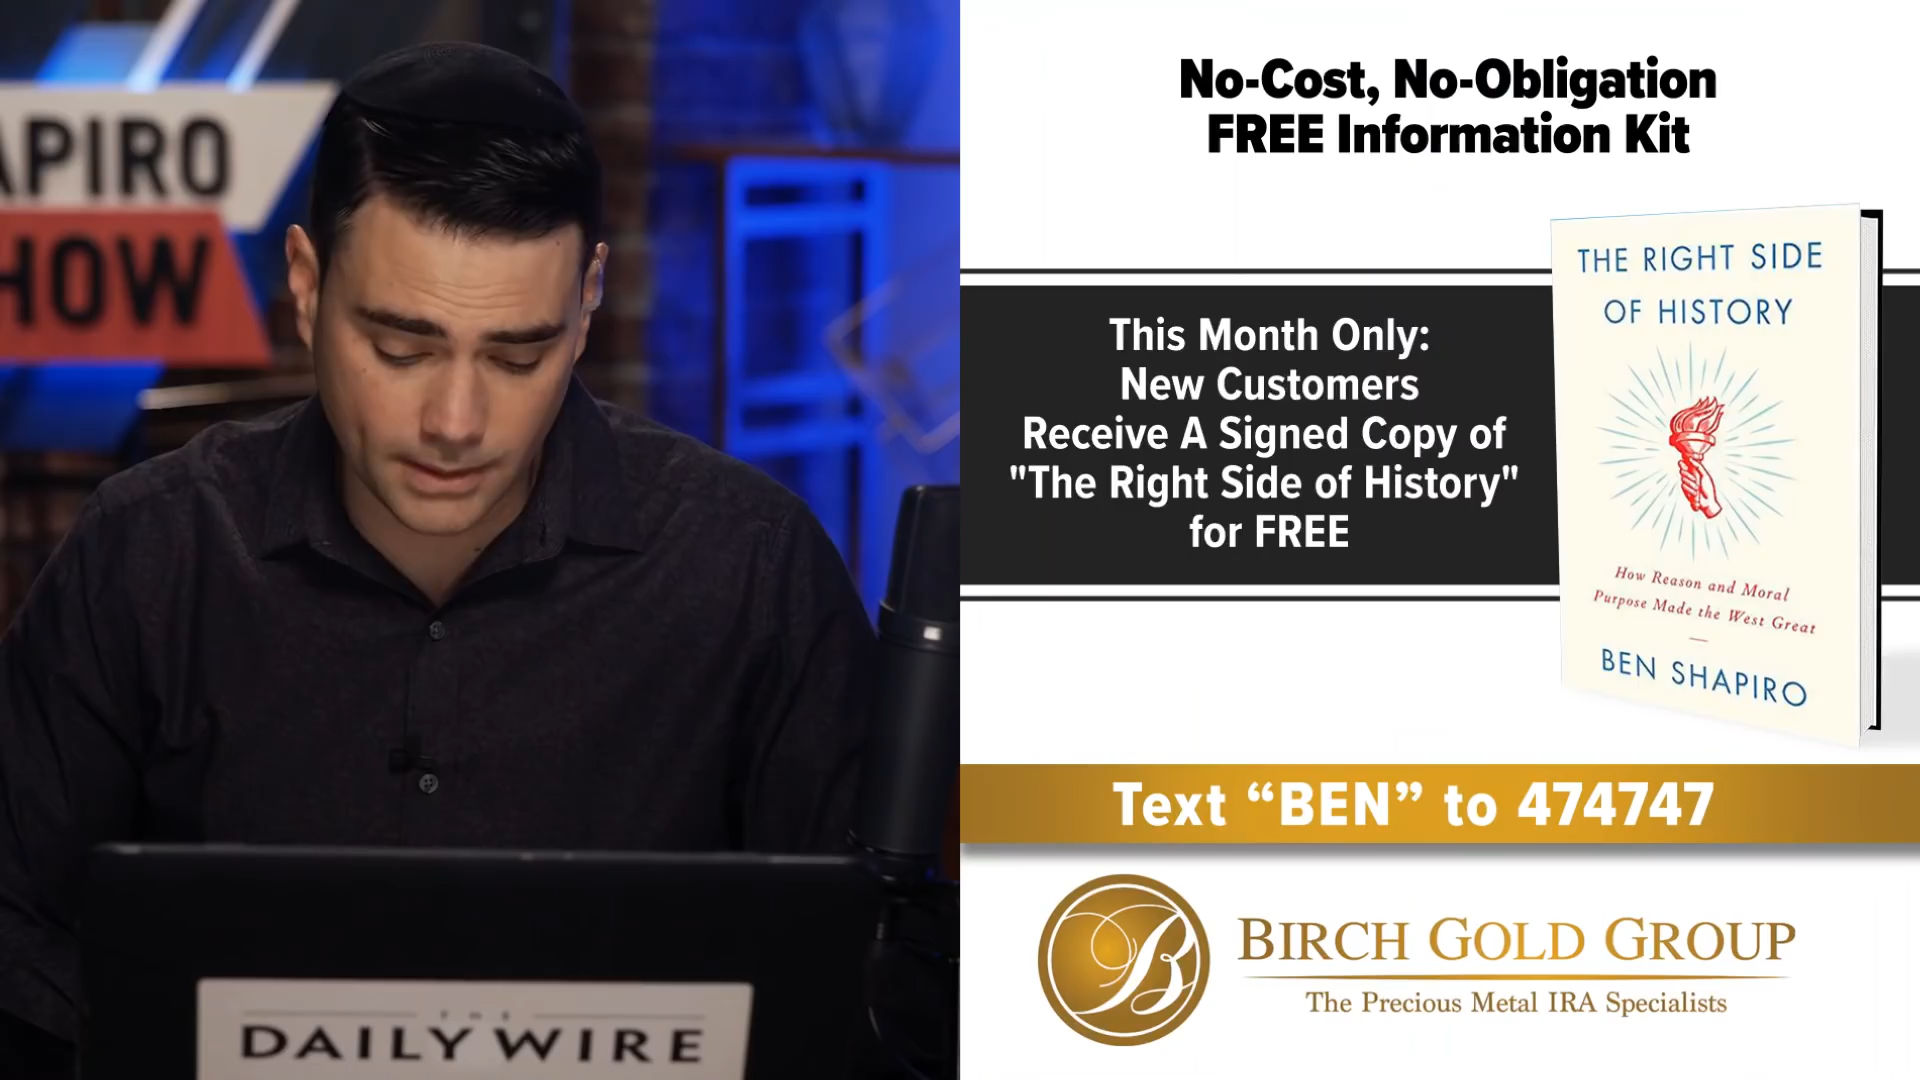 APIRO
HOW
THE
DAILY WIRE
No-Cost, No-Obligation
FREE Information Kit
This Month Only:
New Customers
Receive A Signed Copy of
"The Right Side of History"
for FREE
THE RIGHT SIDE
OF HISTORY
How Reason and Moral
Purpose Made the West Great
BEN SHAPIRO
Text “BEN” to 474747
B
BIRCH GOLD GROUP
The Precious Metal IRA Specialists